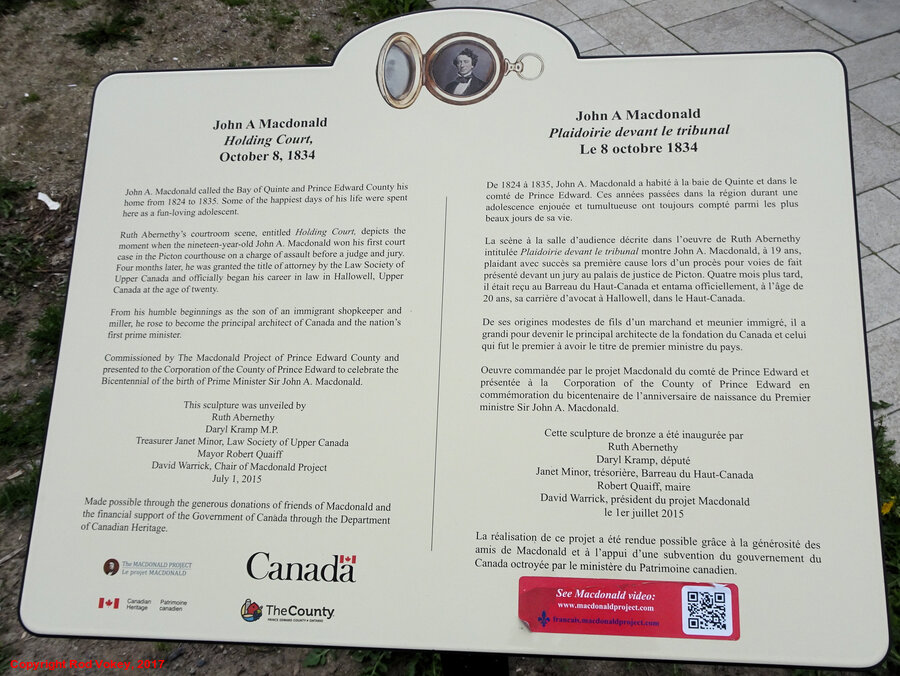 John A Macdonald
Holding Court,
October 8, 1834
John A. Macdonald called the Bay of Quinte and Prince Edward County his
home from 1824 to 1835. Some of the happiest days of his life were spent
here as a fun-loving adolescent.
Ruth Abernethy's courtroom scene, entitled Holding Court, depicts the
moment when the nineteen-year-old John A. Macdonald won his first court
case in the Picton courthouse on a charge of assault before a judge and jury.
Four months later, he was granted the title of attorney by the Law Society of
Upper Canada and officially began his career in law in Hallowell, Upper
Canada at the age of twenty.
From his humble beginnings as the son of an immigrant shopkeeper and
miller, he rose to become the principal architect of Canada and the nation's
first prime minister.
Commissioned by The Macdonald Project of Prince Edward County and
presented to the Corporation of the County of Prince Edward to celebrate the
Bicentennial of the birth of Prime Minister Sir John A. Macdonald.
This sculpture was unveiled by
Ruth Abernethy
Daryl Kramp M.P.
Treasurer Janet Minor, Law Society of Upper Canada
Mayor Robert Quaiff
David Warrick, Chair of Macdonald Project
July 1, 2015
Made possible through the generous donations of friends of Macdonald and
the financial support of the Government of Canada through the Department
of Canadian Heritage.
The MACDONALD PROJECT
Le projet MACDONALD
Canada
Canadian Heritage
Patrimoine canadien
TheCounty
PRINCE EDWARD COUNTY • ONTARIO
John A Macdonald
Plaidoirie devant le tribunal
Le 8 octobre 1834
De 1824 à 1835, John A. Macdonald a habité à la baie de Quinte et dans le
comté de Prince Edward. Ces années passées dans la région durant une
adolescence enjouée et tumultueuse ont toujours compté parmi les plus
beaux jours de sa vie.
La scène à la salle d'audience décrite dans l'oeuvre de Ruth Abernethy
intitulée Plaidoirie devant le tribunal montre John A. Macdonald, à 19 ans,
plaidant avec succès sa première cause lors d'un procès pour voies de fait
présenté devant un jury au palais de justice de Picton. Quatre mois plus tard,
il était reçu au Barreau du Haut-Canada et entama officiellement, à l'âge de
20 ans, sa carrière d'avocat à Hallowell, dans le Haut-Canada.
De ses origines modestes de fils d'un marchand et meunier immigré, il a
grandi pour devenir le principal architecte de la fondation du Canada et celui
qui fut le premier à avoir le titre de premier ministre du pays.
Oeuvre commandée par le projet Macdonald du comté de Prince Edward et
présentée à la Corporation of the County of Prince Edward en
commémoration du bicentenaire de l'anniversaire de naissance du Premier
ministre Sir John A. Macdonald.
Cette sculpture de bronze a été inaugurée par
Ruth Abernethy
Daryl Kramp, député
Janet Minor, trésorière, Barreau du Haut-Canada
Robert Quaiff, maire
David Warrick, président du projet Macdonald
le 1er juillet 2015
La réalisation de ce projet a été rendue possible grâce à la générosité des
amis de Macdonald et à l'appui d'une subvention du gouvernement du
Canada octroyée par le ministère du Patrimoine canadien.
See Macdonald video:
www.macdonaldproject.com
francais.macdonaldproject.com